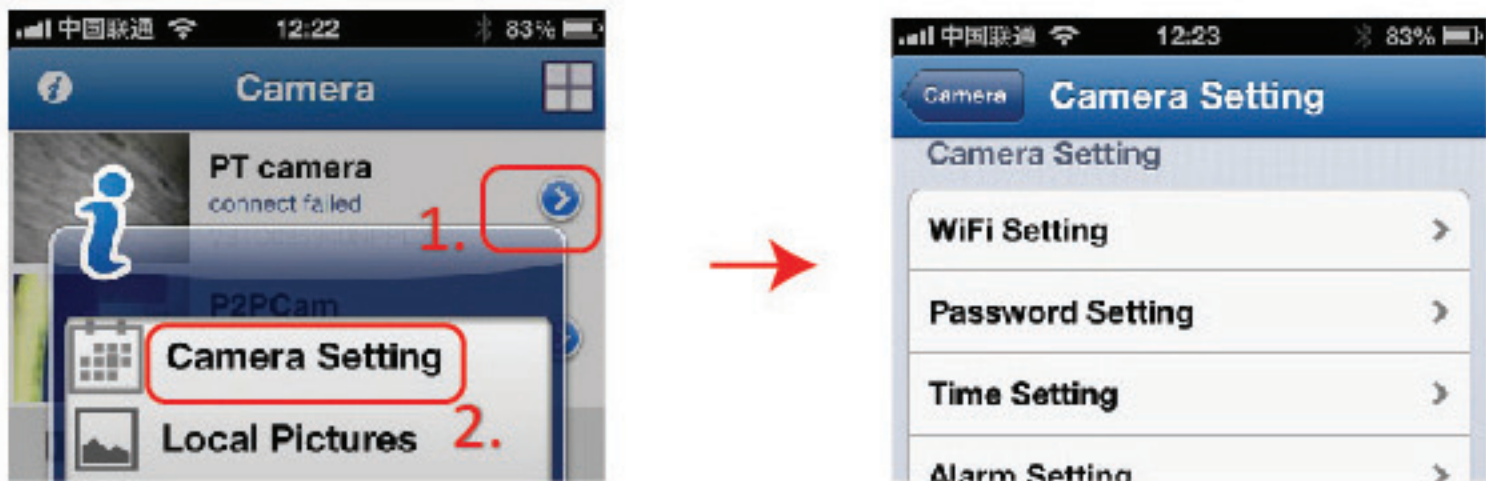 中国联通 12:22 83%
Camera
PT camera
connect failed
1.
P2PCam
Camera Setting
Local Pictures 2.
中国联通 12:23 83%
Camera Camera Setting
Camera Setting
WiFi Setting
Password Setting
Time Setting
Alarm Setting